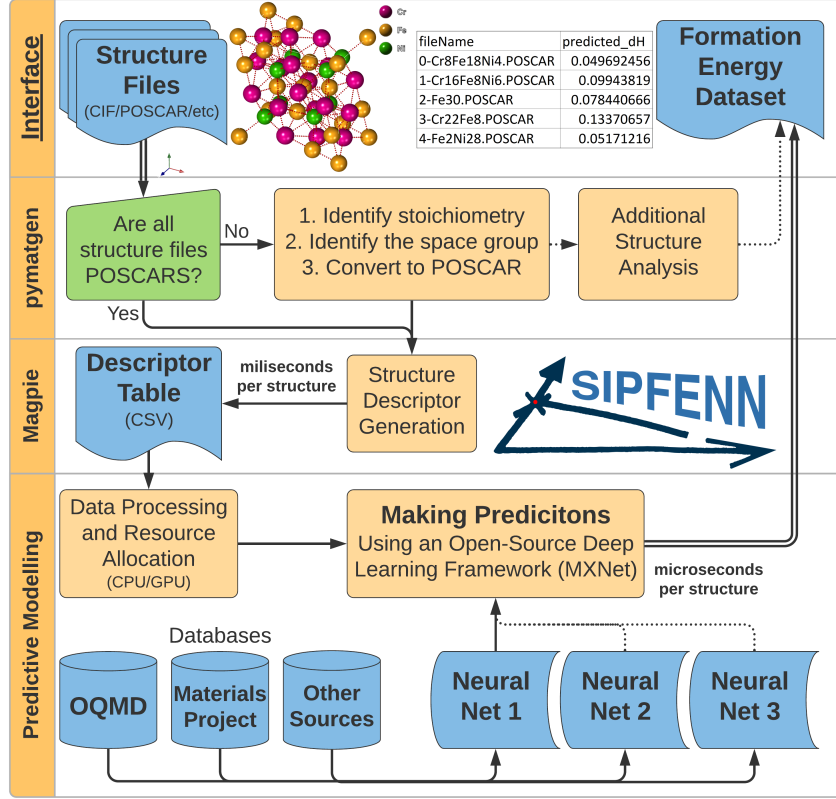 Interface
Structure
Files
(CIF/POSCAR/etc)
Cr
Fe
Ni
fileName predicted_dH
0-Cr8Fe18Ni4.POSCAR 0.049692456
1-Cr16Fe8Ni6.POSCAR 0.09943819
2-Fe30.POSCAR 0.078440666
3-Cr22Fe8.POSCAR 0.13370657
4-Fe2Ni28.POSCAR 0.05171216
Formation
Energy
Dataset
pymatgen
Are all
structure files
POSCARS?
No
Yes
1. Identify stoichiometry
2. Identify the space group
3. Convert to POSCAR
Additional
Structure
Analysis
Magpie
Descriptor
Table
(CSV)
miliseconds
per structure
Structure
Descriptor
Generation
SIPFENN
Predictive Modelling
Data Processing
and Resource
Allocation
(CPU/GPU)
Making Predicitons
Using an Open-Source Deep
Learning Framework (MXNet)
microseconds
per structure
Databases
OQMD
Materials
Project
Other
Sources
Neural
Net 1
Neural
Net 2
Neural
Net 3